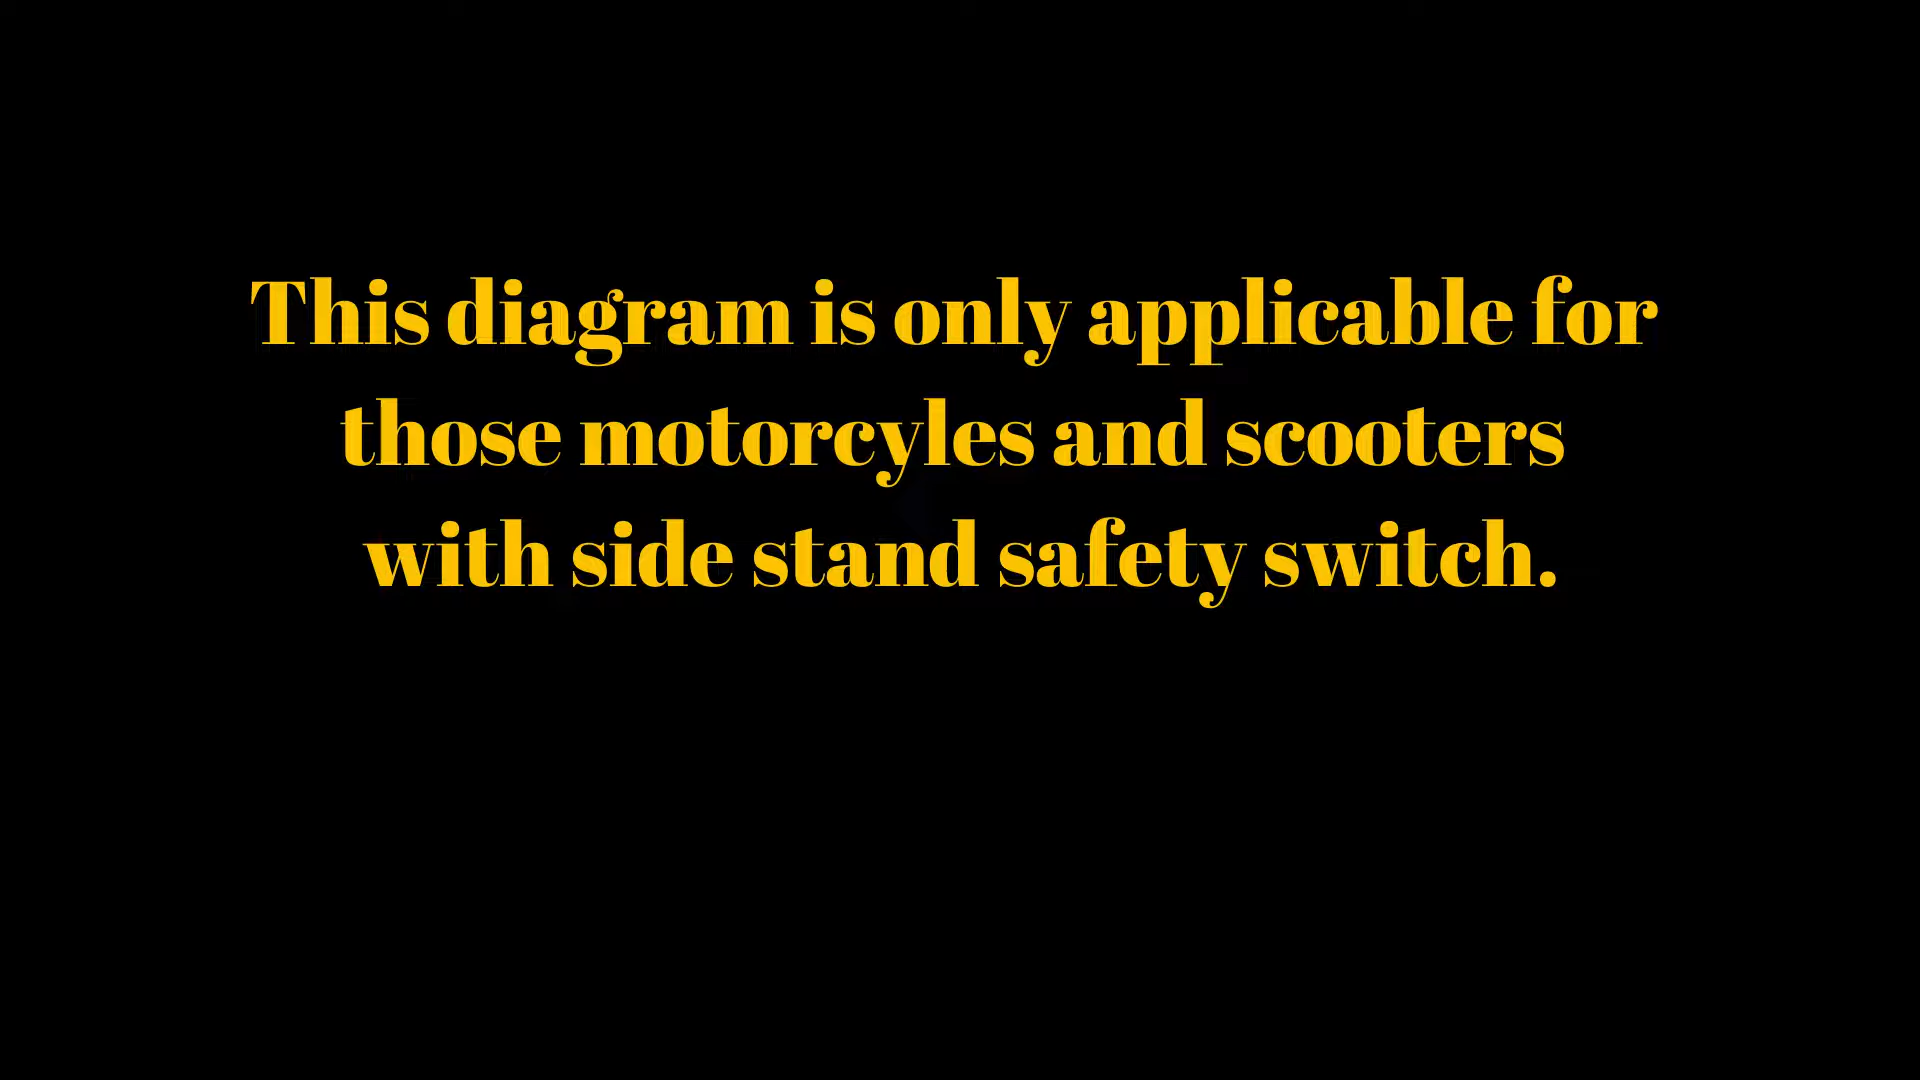 This diagram is only applicable for
those motorcyles and scooters
with side stand safety switch.